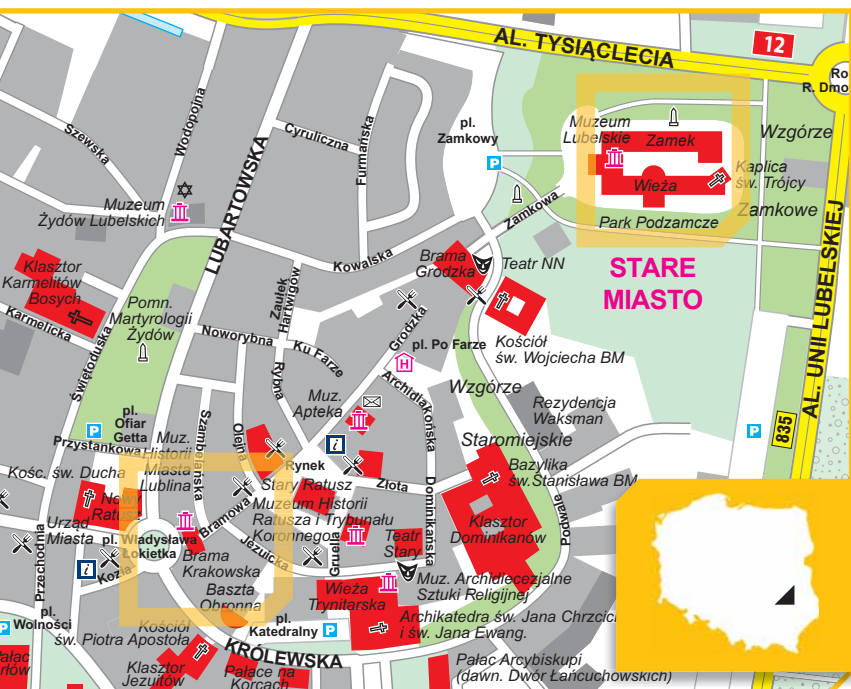 AL. TYSIĄCLECIA
12
Ro
R. Dmo
Szewska
Wodopojna
Cyruliczna
Furmańska
pl.
Zamkowy
P
Muzeum
Lubelskie
Zamek
Wieża
Kaplica
św. Trójcy
Wzgórze
Zamkowe
Park Podzamcze
Zamkowa
STARE
MIASTO
AL. UNII LUBELSKIEJ
835
P
Muzeum
Żydów Lubelskich
LUBARTOWSKA
Kowalska
Brama
Grodzka
Teatr NN
Klasztor
Karmelitów
Bosych
Karmelicka
Świętoduska
Pomn.
Martyrologii
Żydów
Zaułek
Hartwigów
Noworybna
Ku Farze
Rybna
Grodzka
H
pl. Po Farze
Kościół
św. Wojciecha BM
Archidiakońska
Muz.
Apteka
Wzgórze
Staromiejskie
Rezydencja
Waksman
P
pl.
Ofiar
Getta
Przystankowa
Muz.
Historii
Miasta
Lublina
Szambelańska
Olejna
i
Rynek
Stary Ratusz
Złota
Dominikańska
Bazylika
św.Stanisława BM
Klasztor
Dominikanów
Podwale
Kośc. św. Ducha
Nowy
Ratusz
Urząd
Miasta
Przechodnia
pl. Władysława
Łokietka
i
Kozia
Bramowa
Jezuicka
Muzeum Historii
Ratusza i Trybunału
Koronnego
Gruella
Teatr
Stary
Brama
Krakowska
Baszta
Obronna
Wieża
Trynitarska
Muz. Archidiecezjalne
Sztuki Religijnej
Archikatedra św. Jana Chrzcici
i św. Jana Ewang.
pl.
Katedralny
P
P
pl.
Wolności
Kościół
św. Piotra Apostoła
Klasztor
Jezuitów
KRÓLEWSKA
Pałace na
Korcach
Pałac Arcybiskupi
(dawn. Dwór Łańcuchowskich)